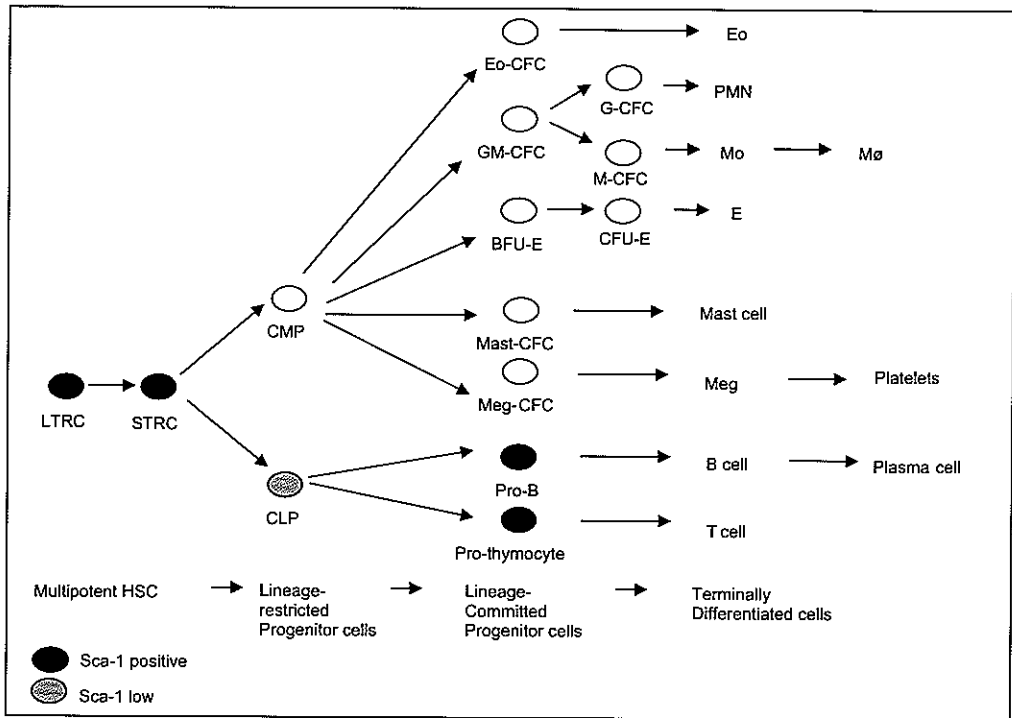 Eo-CFC
Eo
G-CFC
PMN
GM-CFC
M-CFC
Mo
Mø
BFU-E
CFU-E
E
CMP
Mast-CFC
Mast cell
Meg-CFC
Meg
Platelets
LTRC
STRC
CLP
Pro-B
B cell
Plasma cell
Pro-thymocyte
T cell
Multipotent HSC
Lineage-
restricted
Progenitor cells
Lineage-
Committed
Progenitor cells
Terminally
Differentiated cells
Sca-1 positive
Sca-1 low